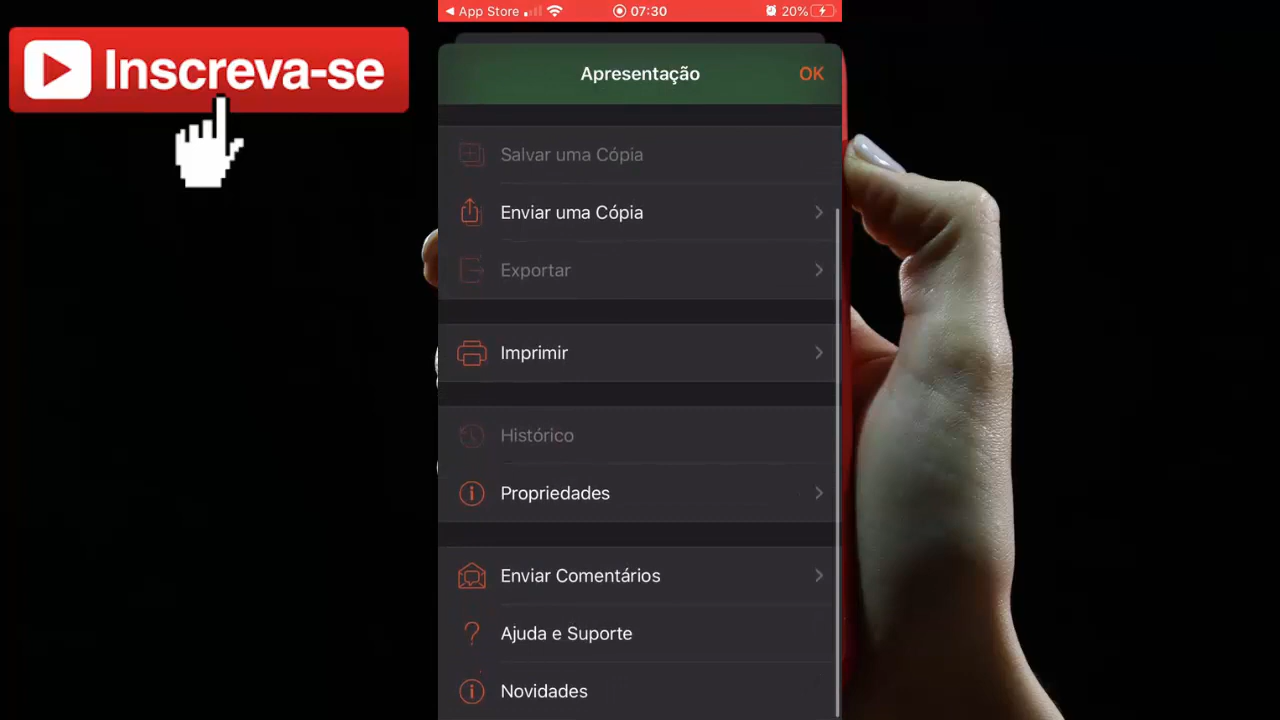 Inscreva-se
App Store
07:30
20%
Apresentação
OK
Salvar uma Cópia
Enviar uma Cópia
Exportar
Imprimir
Histórico
Propriedades
Enviar Comentários
Ajuda e Suporte
Novidades